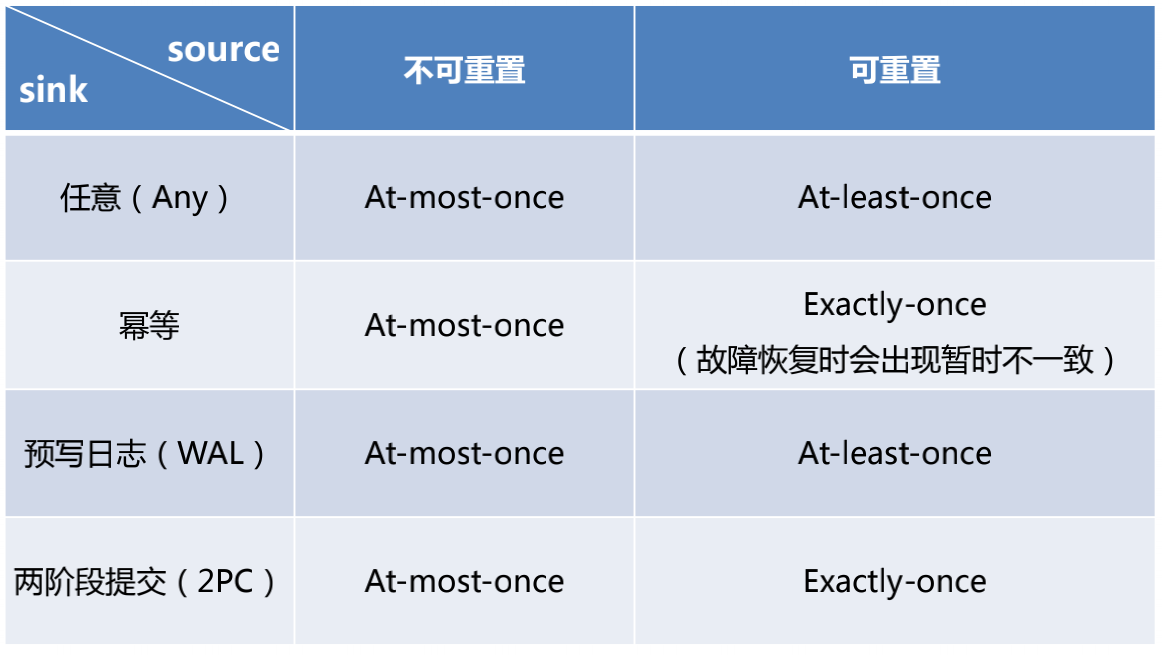 source
sink
不可重置
可重置
任意（Any）
At-most-once
At-least-once
幂等
At-most-once
Exactly-once
（故障恢复时会出现暂时不一致）
预写日志（WAL）
At-most-once
At-least-once
两阶段提交（2PC）
At-most-once
Exactly-once